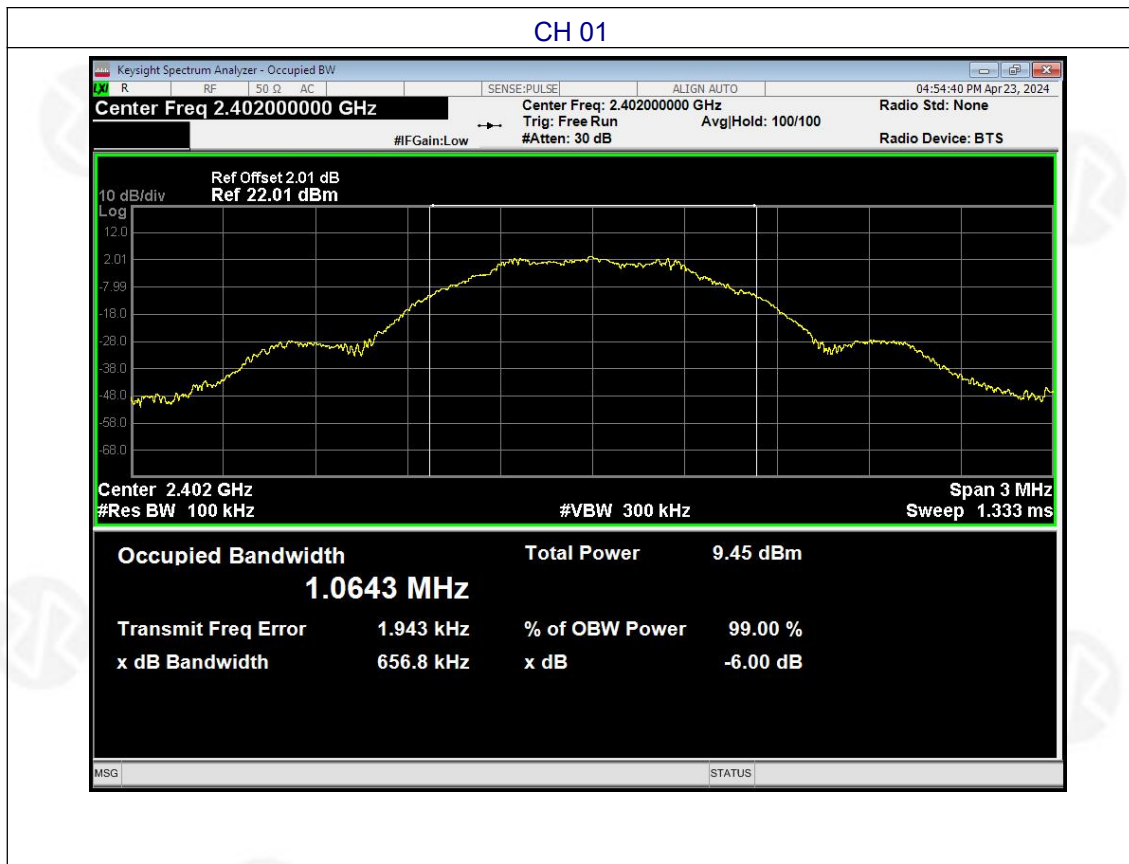 CH 01
Keysight Spectrum Analyzer - Occupied BW
LXI R RF 50 Ω AC SENSE:PULSE ALIGN AUTO 04:54:40 PM Apr 23, 2024
Center Freq 2.402000000 GHz Center Freq: 2.402000000 GHz Radio Std: None
Trig: Free Run Avg|Hold: 100/100
#IFGain:Low #Atten: 30 dB Radio Device: BTS
Ref Offset 2.01 dB
10 dB/div Ref 22.01 dBm
Log
12.0
2.01
-7.99
-18.0
-28.0
-38.0
-48.0
-58.0
-68.0
Center 2.402 GHz Span 3 MHz
#Res BW 100 kHz #VBW 300 kHz Sweep 1.333 ms
Occupied Bandwidth Total Power 9.45 dBm
1.0643 MHz
Transmit Freq Error 1.943 kHz % of OBW Power 99.00 %
x dB Bandwidth 656.8 kHz x dB -6.00 dB
MSG STATUS